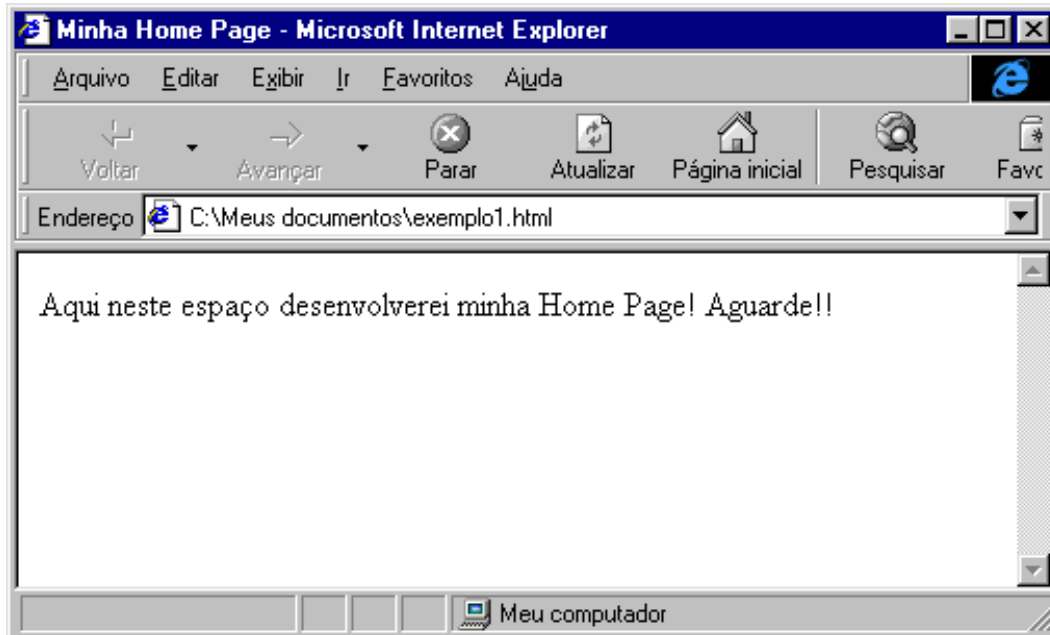 Minha Home Page - Microsoft Internet Explorer
Arquivo Editar Exibir Ir Favoritos Ajuda
Voltar Avançar Parar Atualizar Página inicial Pesquisar Favc
Endereço C:\Meus documentos\exemplo1.html
Aqui neste espaço desenvolverei minha Home Page! Aguarde!!
Meu computador